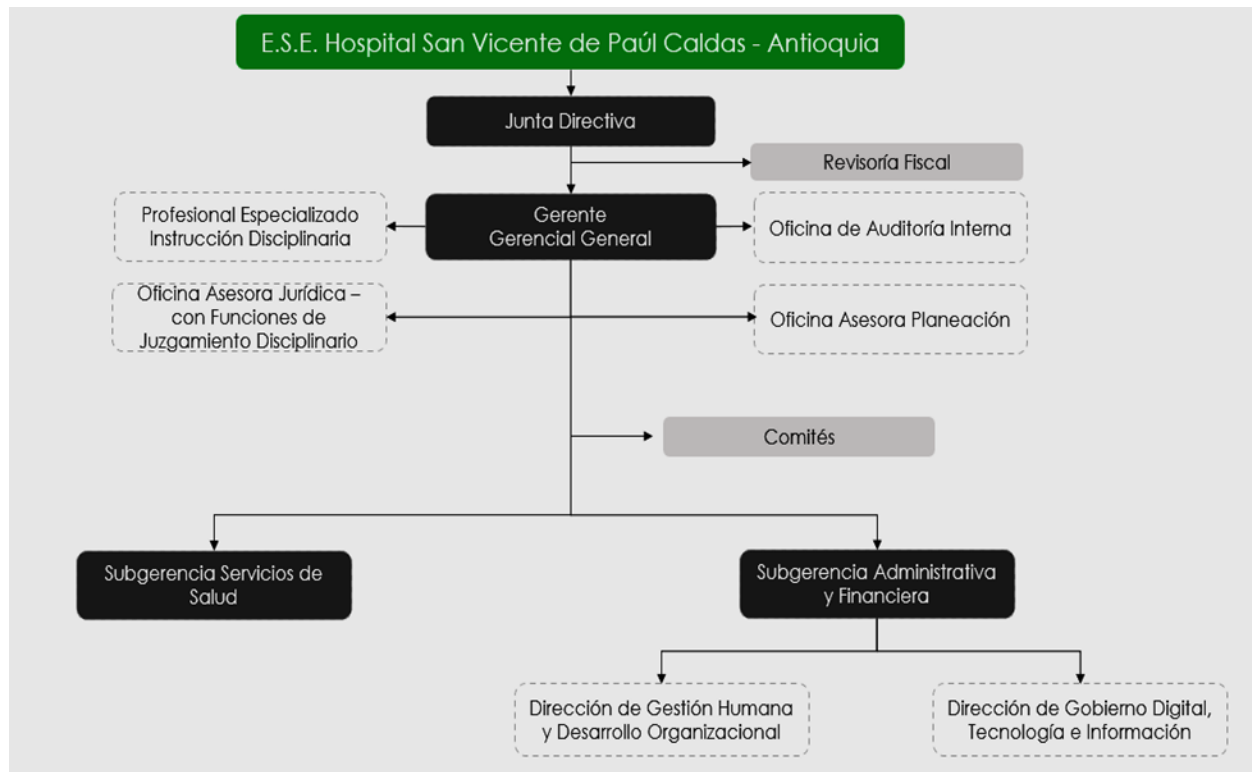 E.S.E. Hospital San Vicente de Paúl Caldas - Antioquia
Junta Directiva
Revisoría Fiscal
Profesional Especializado
Instrucción Disciplinaria
Gerente
Gerencial General
Oficina de Auditoría Interna
Oficina Asesora Jurídica –
con Funciones de
Juzgamiento Disciplinario
Oficina Asesora Planeación
Comités
Subgerencia Servicios de
Salud
Subgerencia Administrativa
y Financiera
Dirección de Gestión Humana
y Desarrollo Organizacional
Dirección de Gobierno Digital,
Tecnología e Información